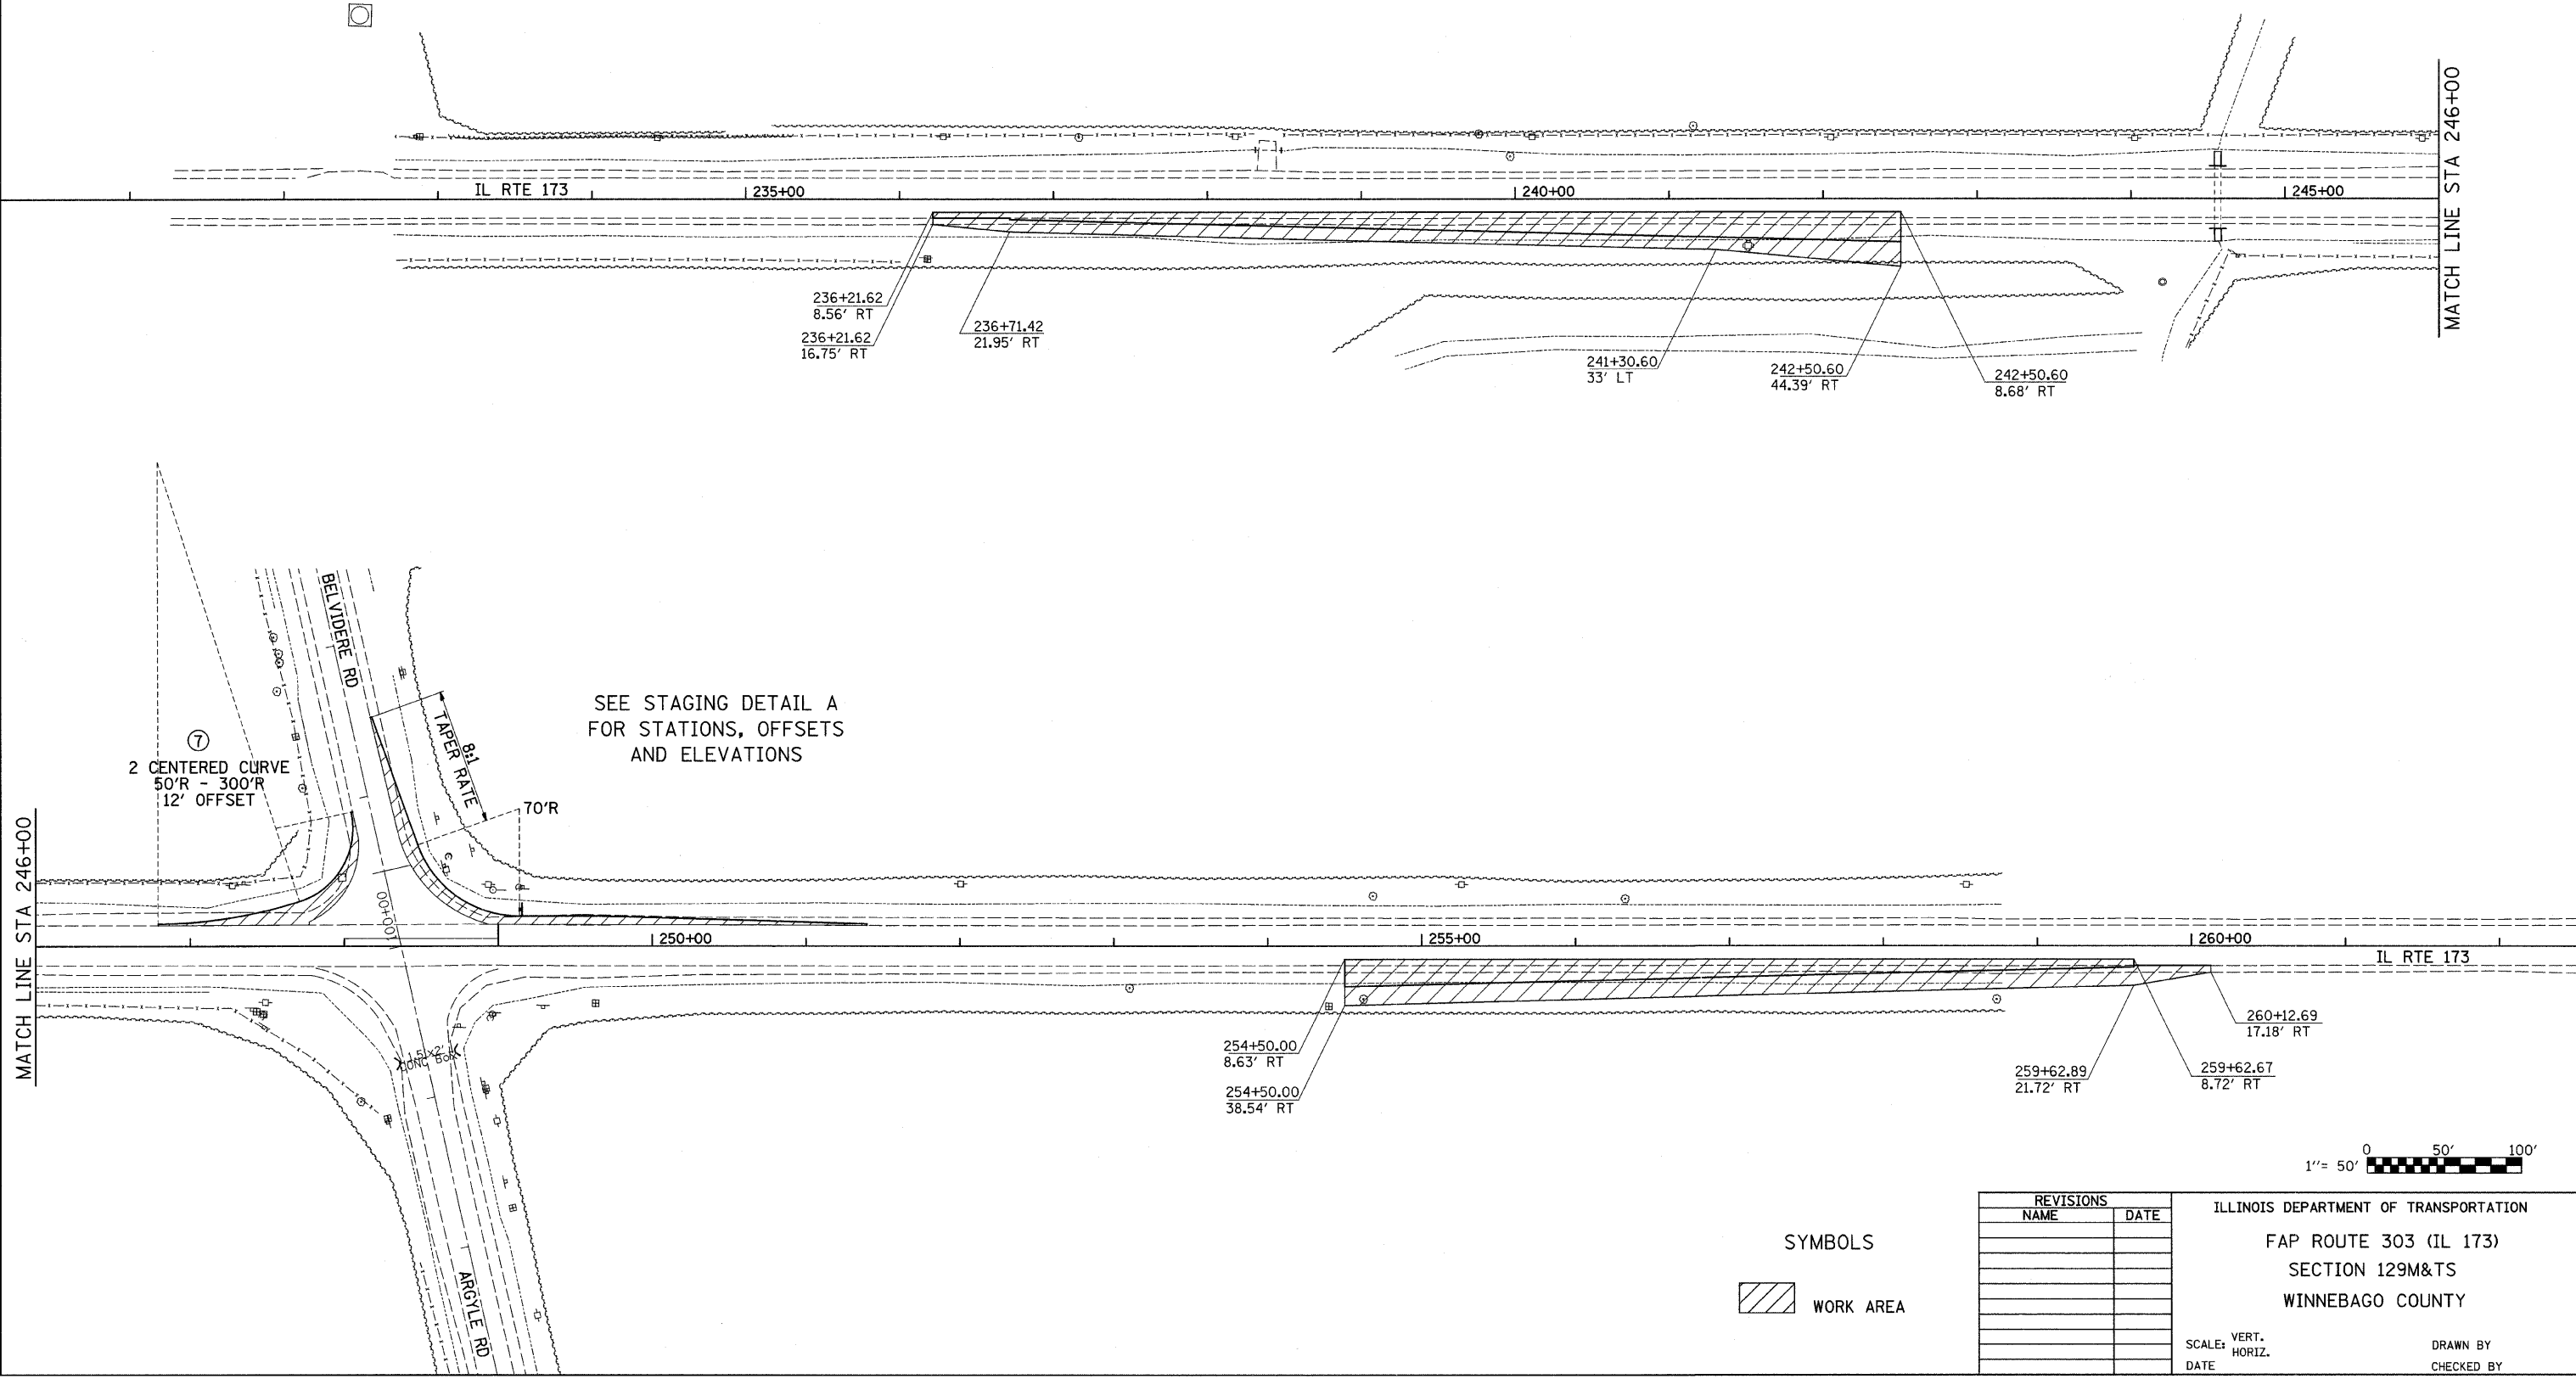 IL RTE 173
235+00
240+00
245+00
MATCH LINE STA 246+00
236+21.62
8.56' RT
236+21.62
16.75' RT
236+71.42
21.95' RT
241+30.60
33' LT
242+50.60
44.39' RT
242+50.60
8.68' RT
BELVIDERE RD
SEE STAGING DETAIL A
FOR STATIONS, OFFSETS
AND ELEVATIONS
7
2 CENTERED CURVE
50'R - 300'R
12' OFFSET
8:1
TAPER RATE
70'R
MATCH LINE STA 246+00
1100+00
250+00
255+00
260+00
IL RTE 173
1.5'x2'
CONC BOX
254+50.00
8.63' RT
254+50.00
38.54' RT
260+12.69
17.18' RT
259+62.89
21.72' RT
259+62.67
8.72' RT
ARGYLE RD
0 50' 100'
1"= 50'
SYMBOLS
WORK AREA
REVISIONS
NAME DATE
ILLINOIS DEPARTMENT OF TRANSPORTATION
FAP ROUTE 303 (IL 173)
SECTION 129M&TS
WINNEBAGO COUNTY
SCALE: VERT.
HORIZ.
DATE
DRAWN BY
CHECKED BY